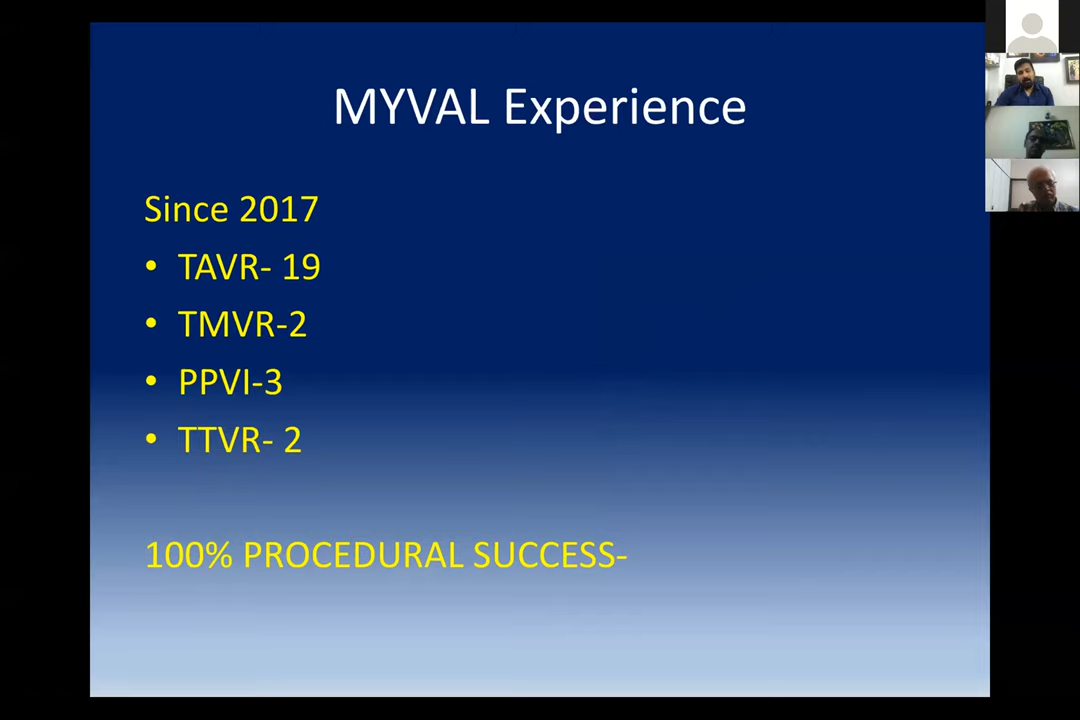 MYVAL Experience
Since 2017
• TAVR- 19
• TMVR-2
• PPVI-3
• TTVR- 2
100% PROCEDURAL SUCCESS-